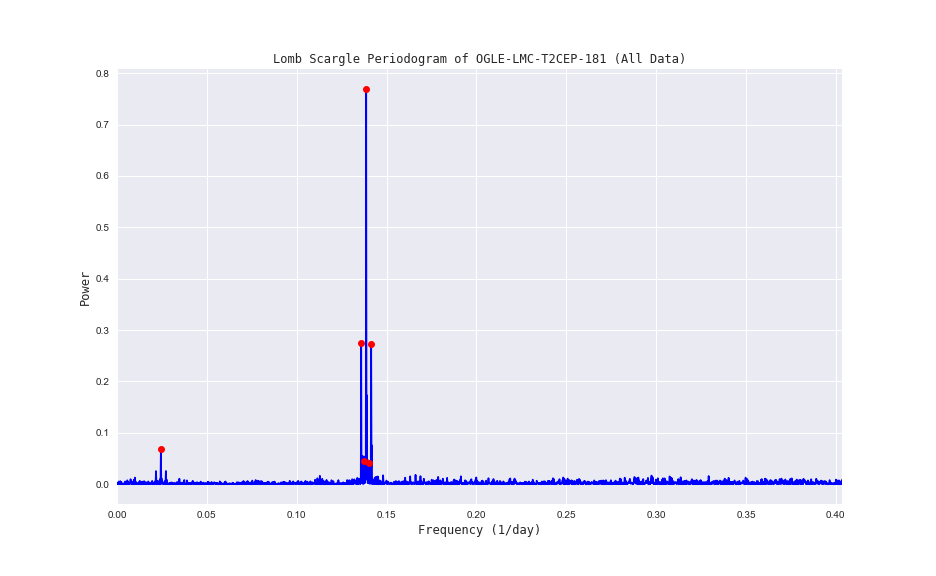 Lomb Scargle Periodogram of OGLE-LMC-T2CEP-181 (All Data)
0.8
0.7
0.6
0.5
0.4
0.3
0.2
0.1
0.0
Power
0.00 0.05 0.10 0.15 0.20 0.25 0.30 0.35 0.40
Frequency (1/day)